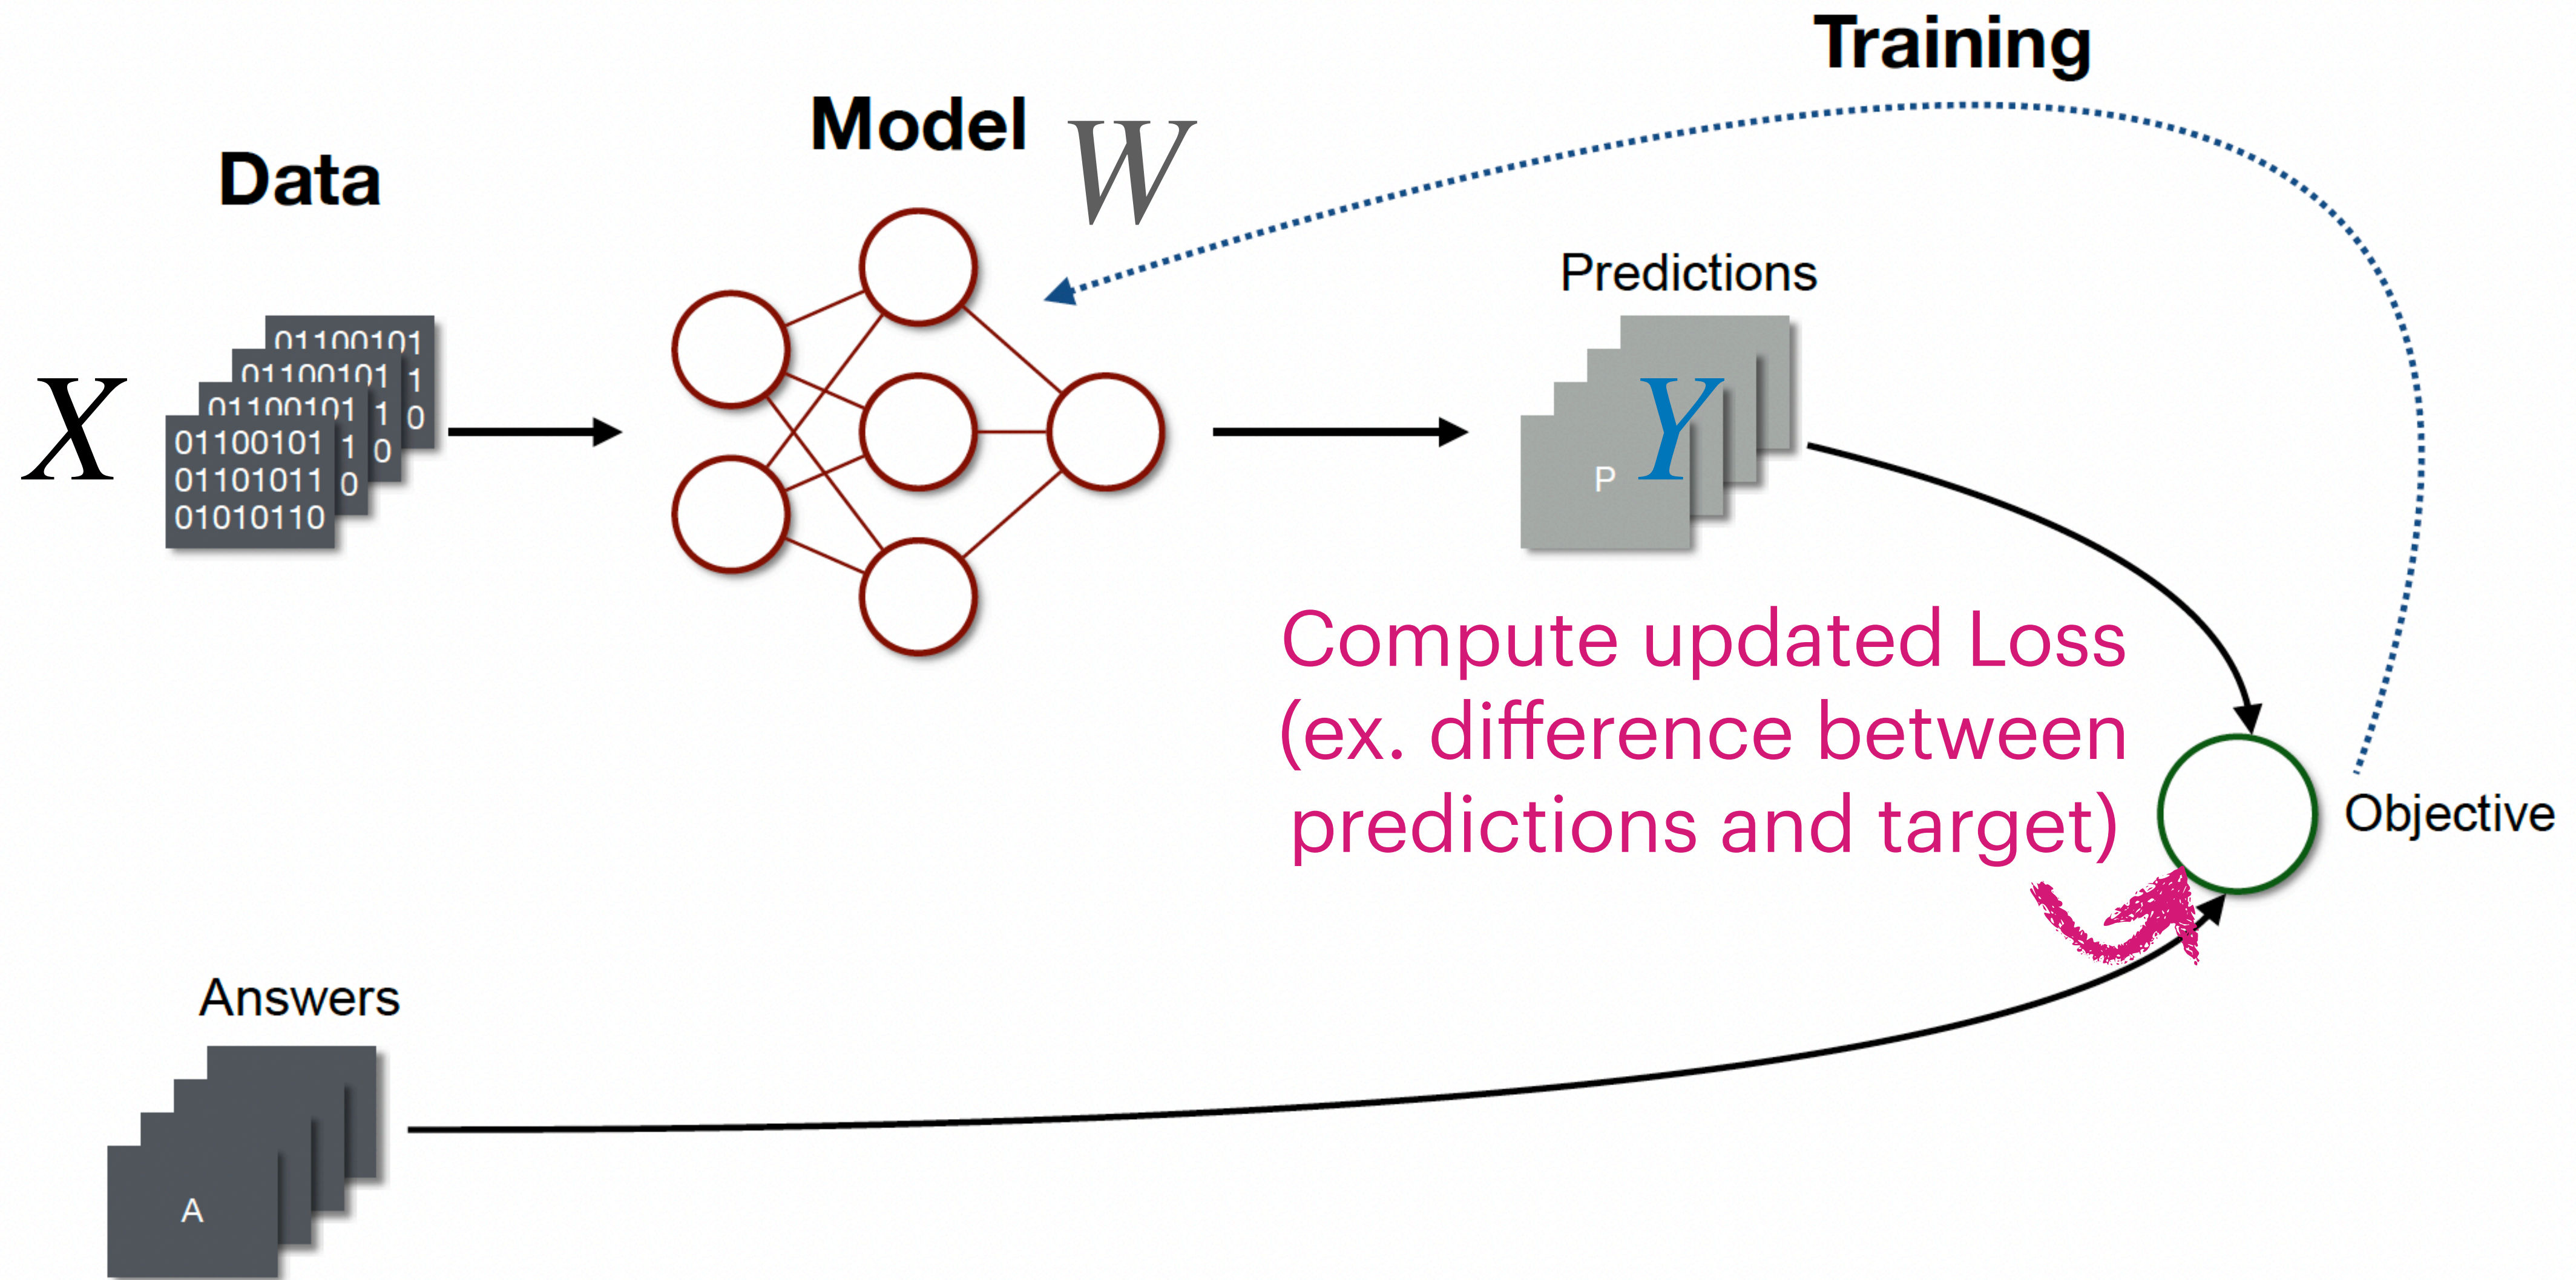 Training
Model W
Data
Predictions
X
01100101
01100101 1
01100101 1 0
01100101 1 0
01101011 0
01010110
P Y
Compute updated Loss
(ex. difference between
predictions and target)
Objective
Answers
A